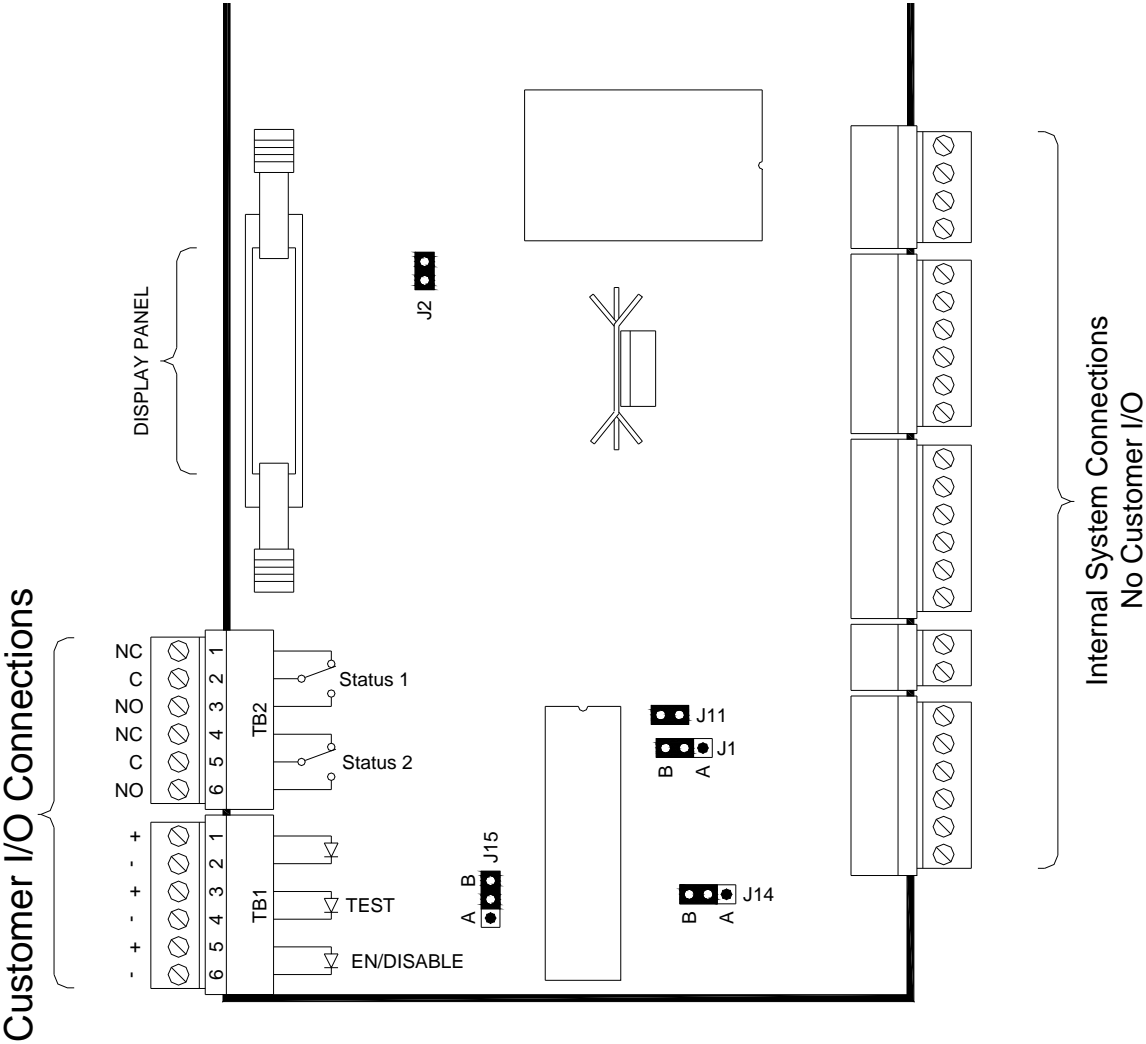 Customer I/O Connections
DISPLAY PANEL
J2
NC
C
NO
NC
C
NO
1
2
3
4
5
6
TB2
Status 1
Status 2
+
-
+
-
+
-
1
2
3
4
5
6
TB1
TEST
EN/DISABLE
A B J15
J11
B A J1
B A J14
Internal System Connections
No Customer I/O